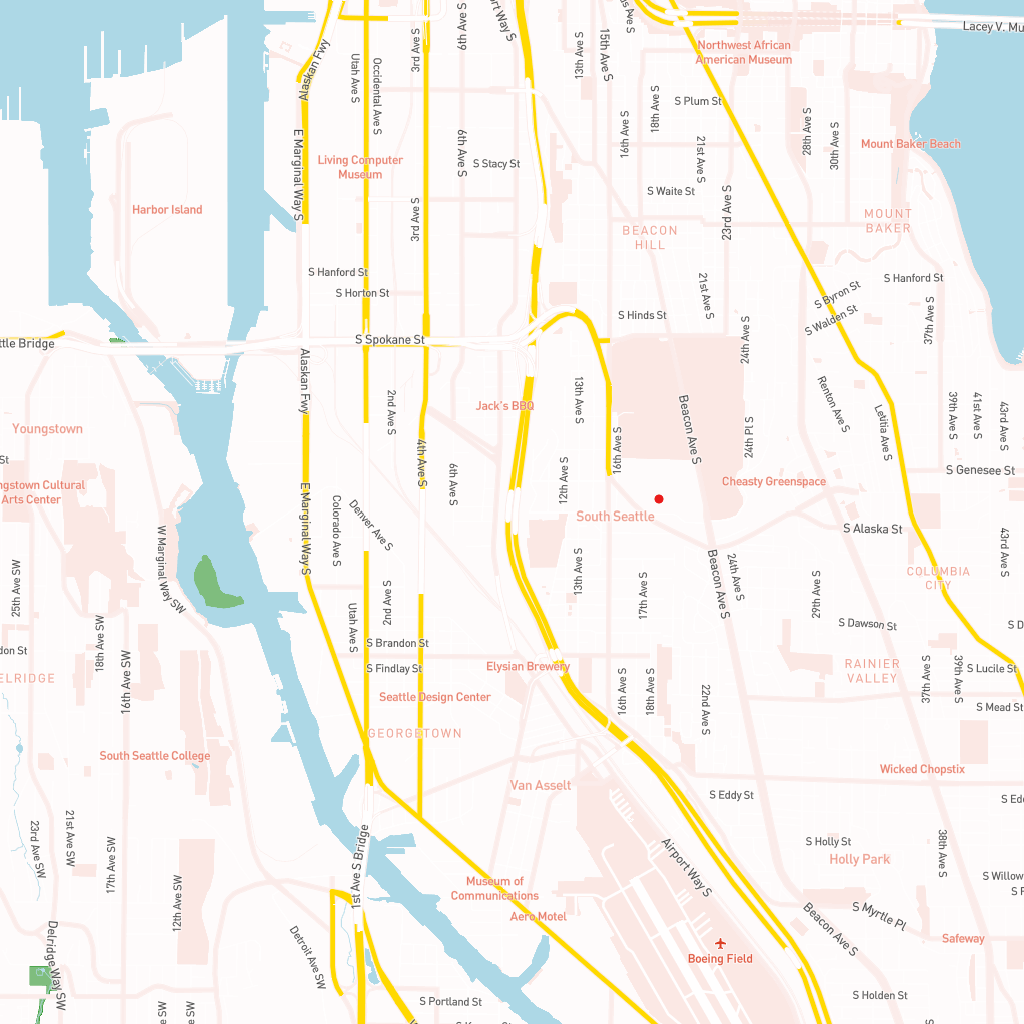 Alaskan Fwy
Utah Ave S
Occidental Ave S
3rd Ave S
6th Ave S
13th Ave S
15th Ave S
Lacey V. Mu
Northwest African
American Museum
S Plum St
18th Ave S
16th Ave S
21st Ave S
28th Ave S
30th Ave S
Mount Baker Beach
E Marginal Way S
Living Computer
Museum
6th Ave S
S Stacy St
S Waite St
Harbor Island
3rd Ave S
23rd Ave S
MOUNT
BAKER
BEACON
HILL
S Hanford St
S Horton St
21st Ave S
S Byron St
S Hanford St
S Walden St
S Hinds St
37th Ave S
24th Ave S
ttle Bridge
S Spokane St
Alaskan Fwy
2nd Ave S
Jack's BBQ
13th Ave S
Beacon Ave S
Renton Ave S
Letitia Ave S
39th Ave S
41st Ave S
43rd Ave S
Youngstown
4th Ave S
16th Ave S
24th Pl S
St
6th Ave S
12th Ave S
S Genesee St
ngstown Cultural
Arts Center
Cheasty Greenspace
E Marginal Way S
Colorado Ave S
Denver Ave S
South Seattle
S Alaska St
43rd Ave S
W Marginal Way SW
25th Ave SW
13th Ave S
17th Ave S
Beacon Ave S
24th Ave S
29th Ave S
COLUMBIA
CITY
2nd Ave S
Utah Ave S
S Dawson St
S D
18th Ave SW
S Brandon St
don St
S Findlay St
Elysian Brewery
16th Ave SW
16th Ave S
18th Ave S
22nd Ave S
RAINIER
VALLEY
37th Ave S
39th Ave S
S Lucile St
ELRIDGE
Seattle Design Center
S Mead St
GEORGETOWN
South Seattle College
Wicked Chopstix
Van Asselt
S Eddy St
S Edd
23rd Ave SW
21st Ave SW
17th Ave SW
1st Ave S Bridge
Airport Way S
S Holly St
Holly Park
38th Ave S
S Willow
Museum of
Communications
12th Ave SW
Aero Motel
Beacon Ave S
S Myrtle Pl
Safeway
Delridge Way SW
Detroit Ave SW
Boeing Field
S Portland St
S Holden St